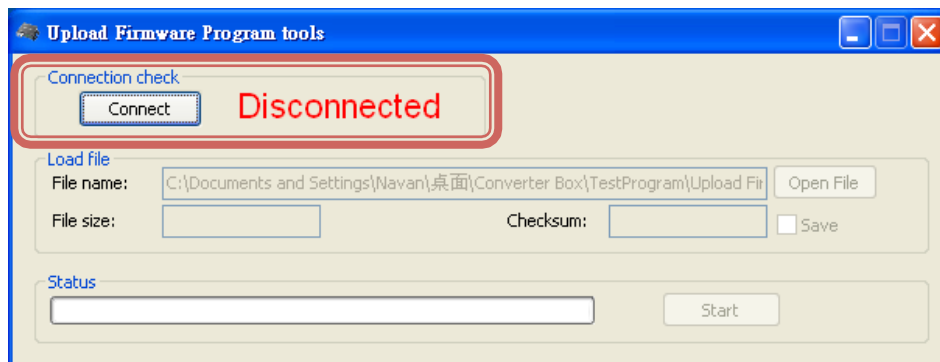 Upload Firmware Program tools
Connection check
Connect Disconnected
Load file
File name: C:\Documents and Settings\Navan\桌面\Converter Box\TestProgram\Upload Fir Open File
File size: Checksum: Save
Status
Start